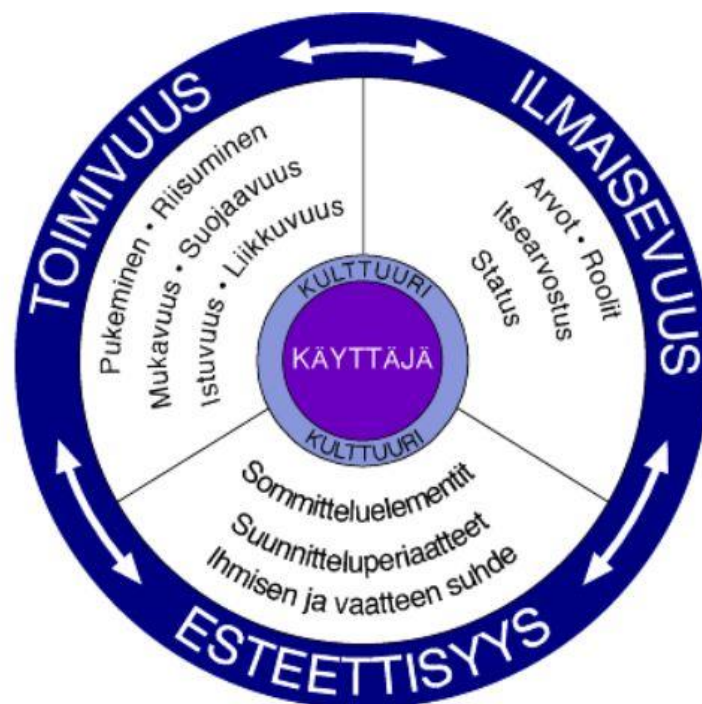 TOIMIVUUS
Pukeminen • Riisuminen
Mukavuus • Suojaavuus
Istuvuus • Liikkuvuus
ILMAISEVUUS
Arvot • Roolit
Itsearvostus
Status
KULTTUURI
KÄYTTÄJÄ
KULTTUURI
Sommitteluelementit
Suunnitteluperiaatteet
Ihmisen ja vaatteen suhde
ESTEETTISYYS